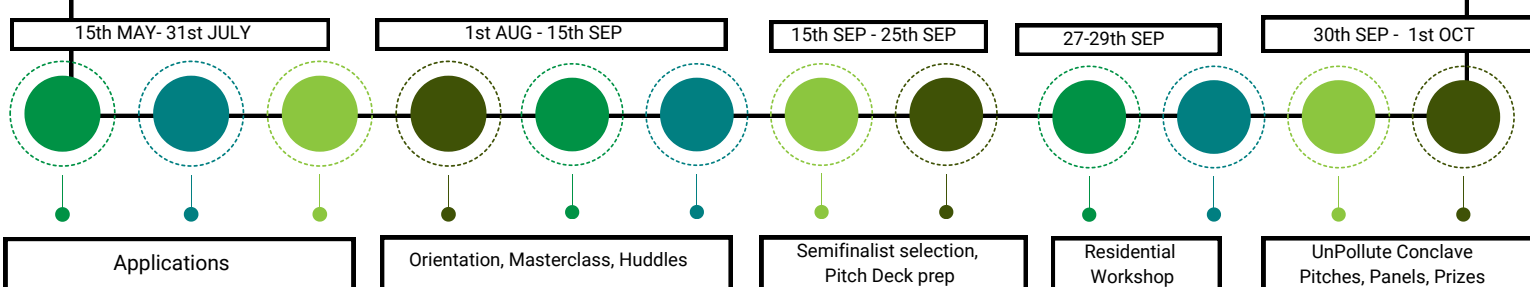 15th MAY- 31st JULY
1st AUG - 15th SEP
15th SEP - 25th SEP
27-29th SEP
30th SEP - 1st OCT
Applications
Orientation, Masterclass, Huddles
Semifinalist selection,
Pitch Deck prep
Residential
Workshop
UnPollute Conclave
Pitches, Panels, Prizes